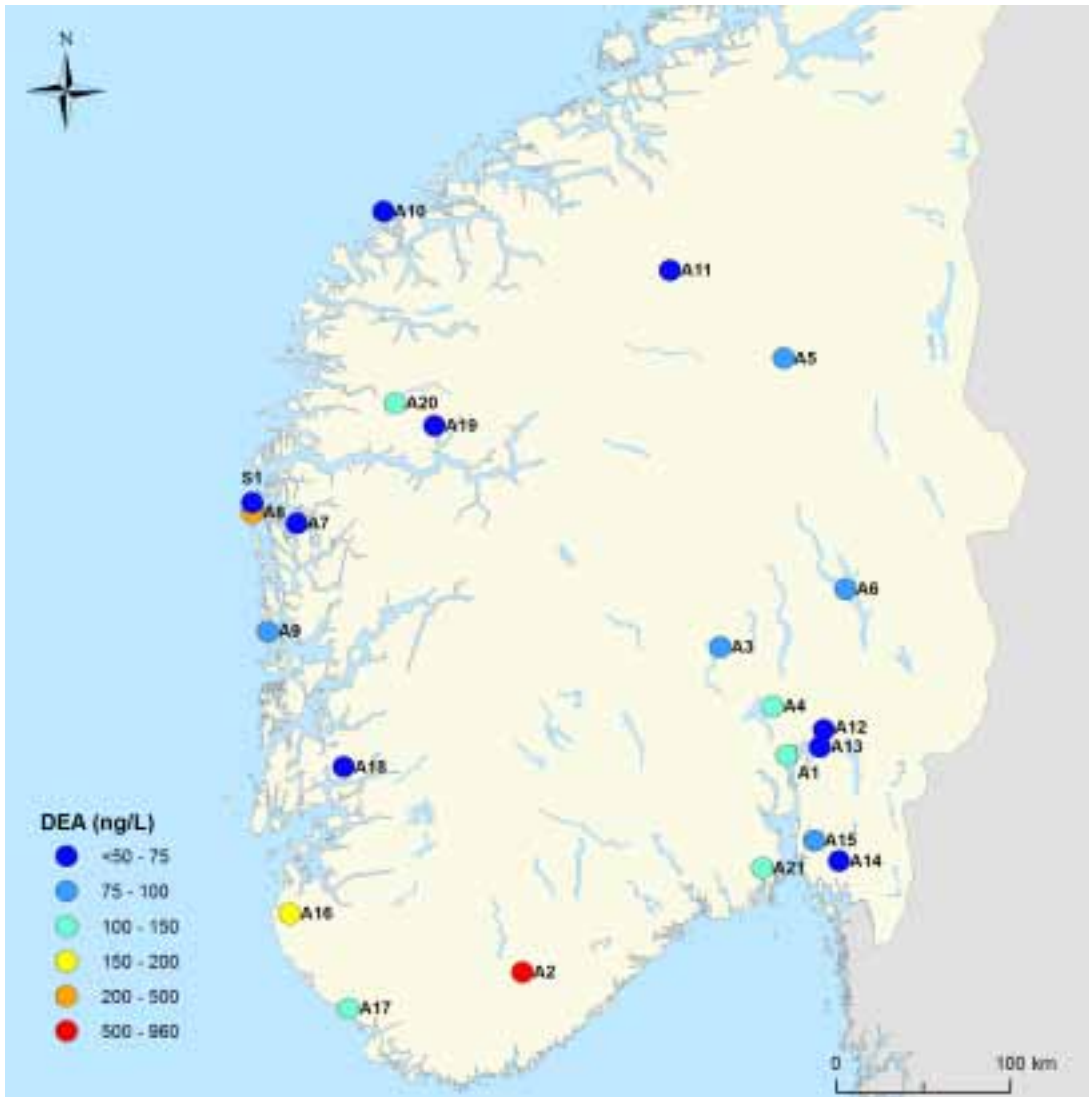 N
A10
A11
A5
A20
A19
S1
A8
A7
A6
A9
A3
A4
A12
A13
A1
A18
DEA (ng/L)
<50 - 75
75 - 100
100 - 150
150 - 200
200 - 500
500 - 960
A15
A14
A21
A16
A2
A17
0 100 km